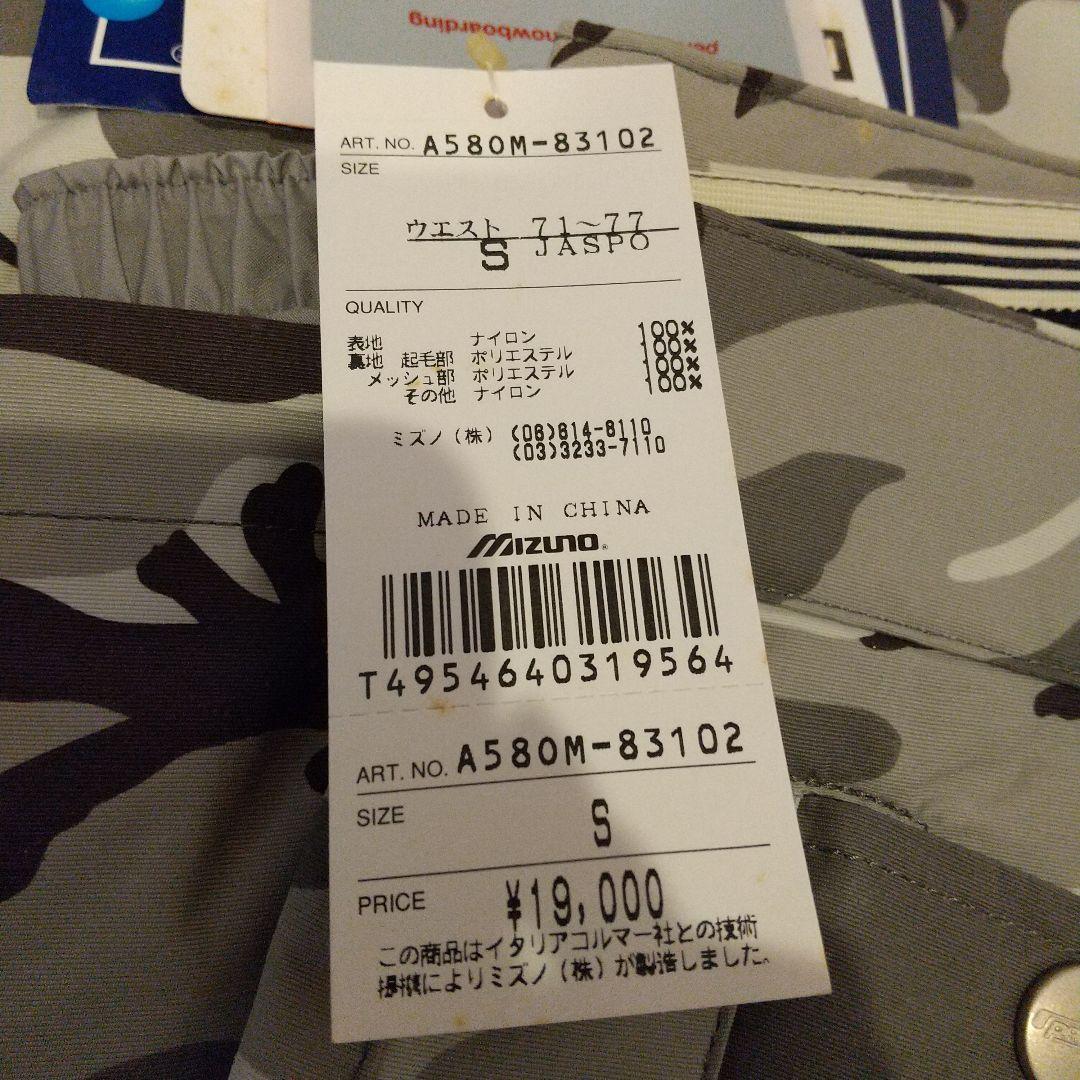 ART. NO. A580M-83102
SIZE
ウエスト 71～77
S JASPO
QUALITY
表地 ナイロン 100%
裏地 起毛部 ポリエステル 100%
メッシュ部 ポリエステル 100%
その他 ナイロン 100%
ミズノ（株） (06)614-8110
(03)3233-7110
MADE IN CHINA
MIZUNO®
T4954640319564
ART. NO. A580M-83102
SIZE S
PRICE ¥19,000
この商品はイタリアコルマー社との技術
提携によりミズノ（株）が製造しました。